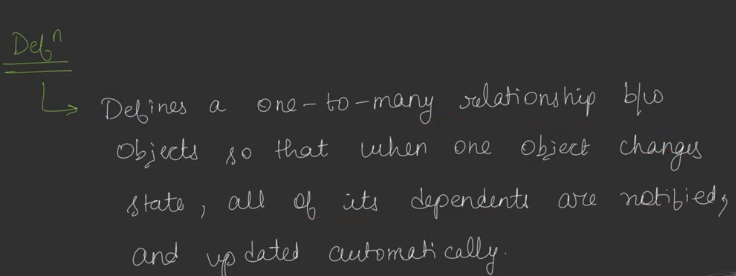 Defⁿ
Defines a one-to-many relationship b/w
objects so that when one object changes
state, all of its dependents are notified,
and updated automatically.